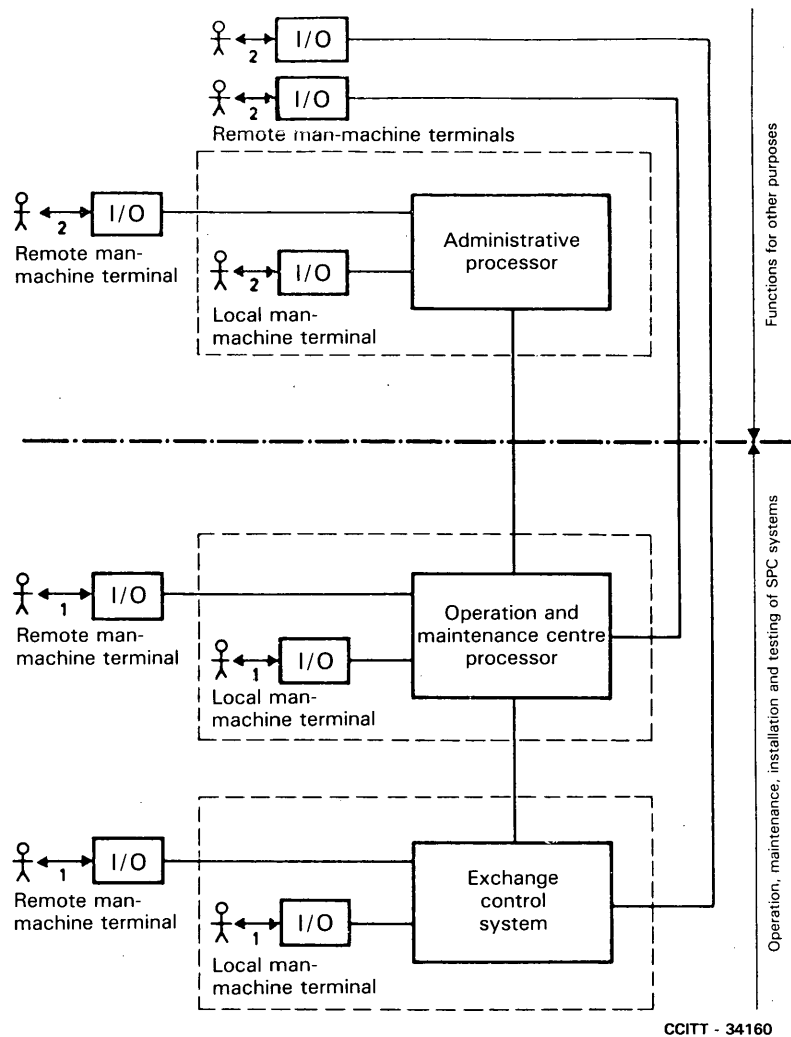 I/O
2
I/O
2
Remote man-machine terminals
I/O
2
Remote man-
machine terminal
I/O
2
Local man-
machine terminal
Administrative
processor
Functions for other purposes
I/O
1
Remote man-
machine terminal
I/O
1
Local man-
machine terminal
Operation and
maintenance centre
processor
I/O
1
Remote man-
machine terminal
I/O
1
Local man-
machine terminal
Exchange
control
system
Operation, maintenance, installation and testing of SPC systems
CCITT - 34160